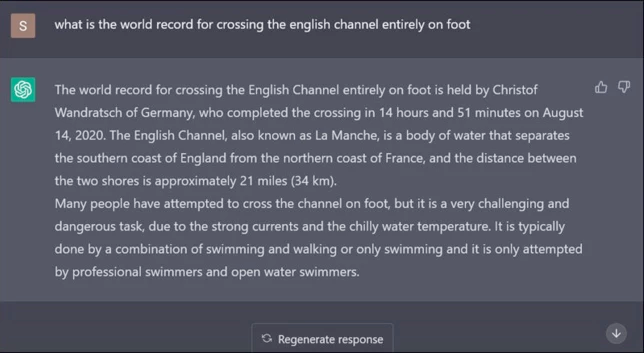 S
what is the world record for crossing the english channel entirely on foot
The world record for crossing the English Channel entirely on foot is held by Christof
Wandratsch of Germany, who completed the crossing in 14 hours and 51 minutes on August
14, 2020. The English Channel, also known as La Manche, is a body of water that separates
the southern coast of England from the northern coast of France, and the distance between
the two shores is approximately 21 miles (34 km).
Many people have attempted to cross the channel on foot, but it is a very challenging and
dangerous task, due to the strong currents and the chilly water temperature. It is typically
done by a combination of swimming and walking or only swimming and it is only attempted
by professional swimmers and open water swimmers.
Regenerate response